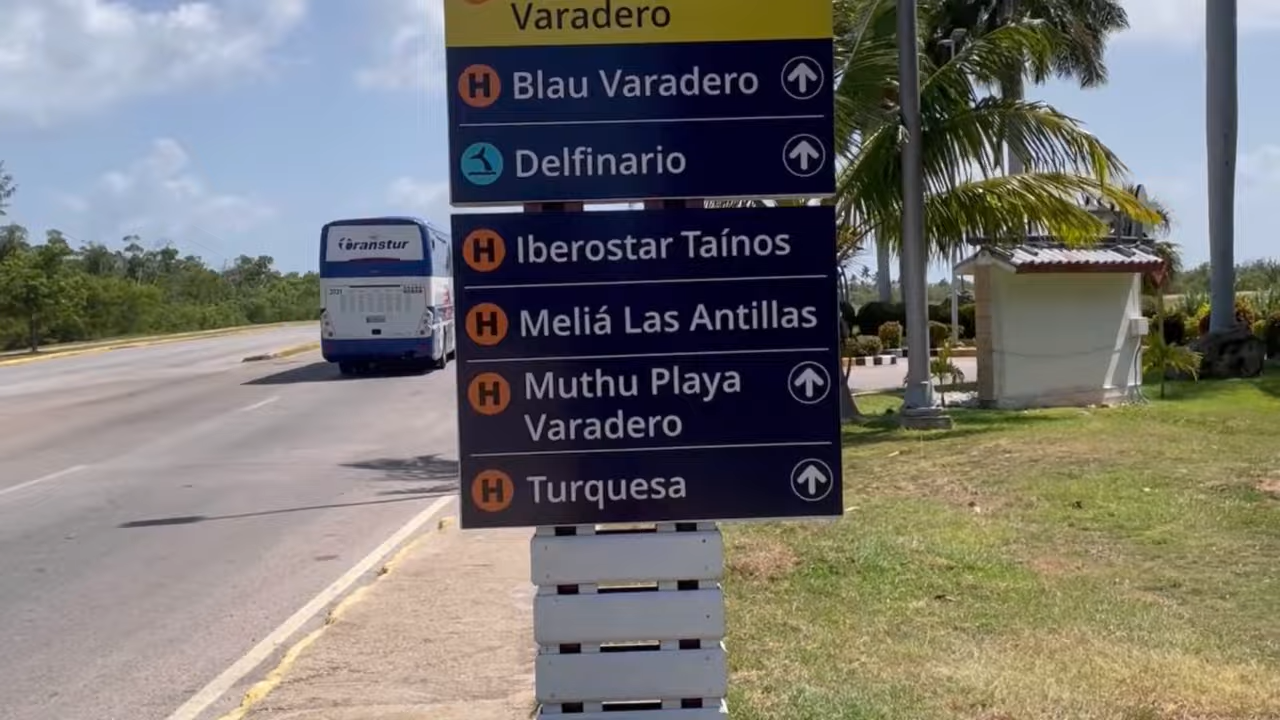 Varadero
H Blau Varadero
Delfinario
H Iberostar Taínos
H Meliá Las Antillas
H Muthu Playa
Varadero
H Turquesa
Transtur